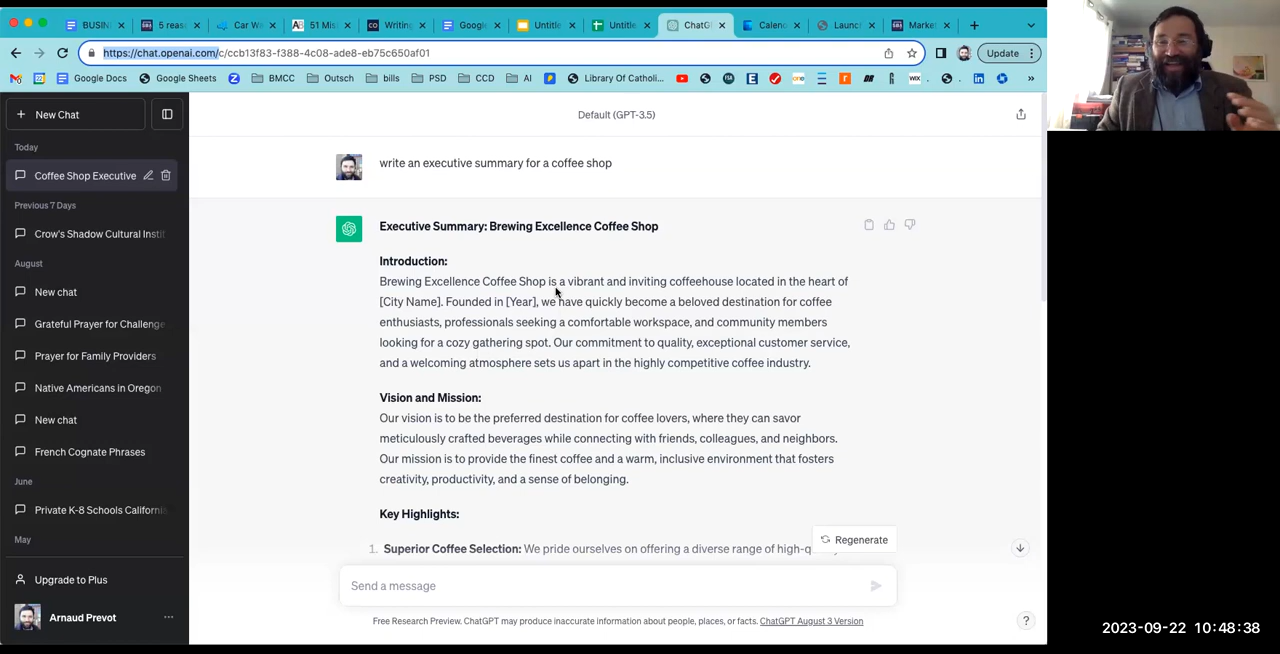 BUSIN
5 reas
Car W
51 Mis
Writing
Google
Untitle
Untitle
ChatG
Calenc
Launc
Market
https://chat.openai.com/c/ccb13f83-f388-4c08-ade8-eb75c650af01
Update
Google Docs
Google Sheets
BMCC
Outsch
bills
PSD
CCD
AI
Library Of Catholi...
WIX
New Chat
Default (GPT-3.5)
Today
Coffee Shop Executive
Previous 7 Days
Crow's Shadow Cultural Instit
August
New chat
Grateful Prayer for Challenge
Prayer for Family Providers
Native Americans in Oregon
New chat
French Cognate Phrases
June
Private K-8 Schools Californi
May
Upgrade to Plus
Arnaud Prevot
write an executive summary for a coffee shop
Executive Summary: Brewing Excellence Coffee Shop
Introduction:
Brewing Excellence Coffee Shop is a vibrant and inviting coffeehouse located in the heart of
[City Name]. Founded in [Year], we have quickly become a beloved destination for coffee
enthusiasts, professionals seeking a comfortable workspace, and community members
looking for a cozy gathering spot. Our commitment to quality, exceptional customer service,
and a welcoming atmosphere sets us apart in the highly competitive coffee industry.
Vision and Mission:
Our vision is to be the preferred destination for coffee lovers, where they can savor
meticulously crafted beverages while connecting with friends, colleagues, and neighbors.
Our mission is to provide the finest coffee and a warm, inclusive environment that fosters
creativity, productivity, and a sense of belonging.
Key Highlights:
1. Superior Coffee Selection: We pride ourselves on offering a diverse range of
Regenerate
Send a message
Free Research Preview. ChatGPT may produce inaccurate information about people, places, or facts. ChatGPT August 3 Version
?
2023-09-22 10:48:38